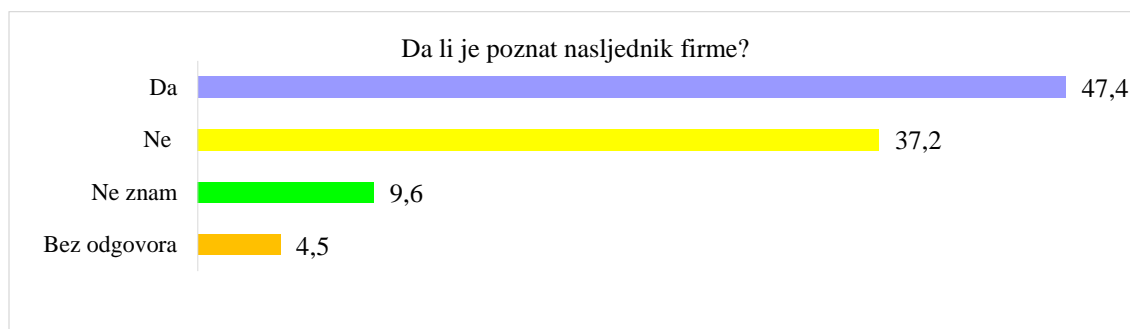 Da li je poznat nasljednik firme?
Da 47,4
Ne 37,2
Ne znam 9,6
Bez odgovora 4,5